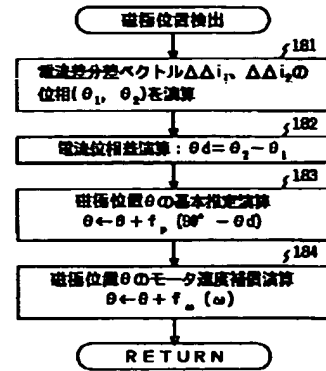 磁極位置検出
181
電流差分差ベクトルΔΔi₁、ΔΔi₂の
位相(θ₁, θ₂)を演算
182
電流位相差演算：θd＝θ₂－θ₁
183
磁極位置θの基本推定演算
θ←θ＋fₚ (90° －θd)
184
磁極位置θのモータ速度補償演算
θ←θ＋f_ω (ω)
RETURN